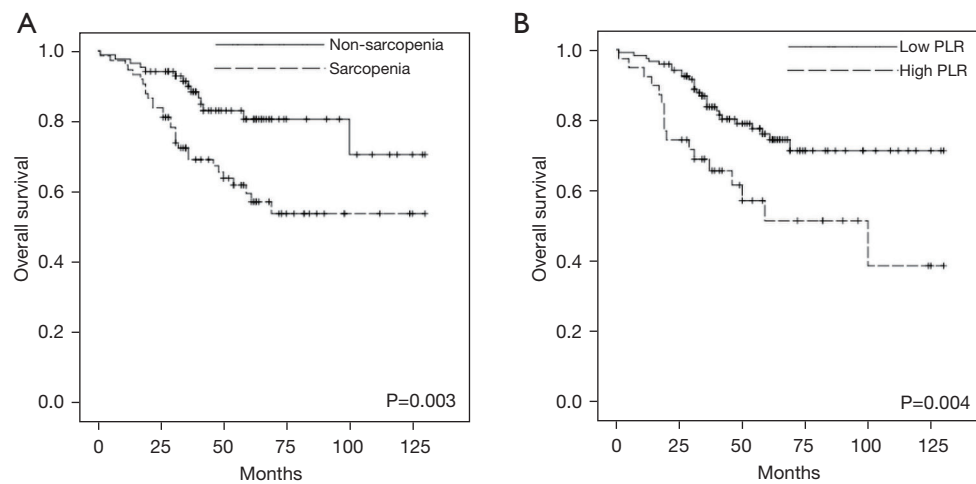 A
1.0
0.8
0.6
0.4
0.2
0.0
Overall survival
Non-sarcopenia
Sarcopenia
P=0.003
0 25 50 75 100 125
Months
B
1.0
0.8
0.6
0.4
0.2
0.0
Overall survival
Low PLR
High PLR
P=0.004
0 25 50 75 100 125
Months